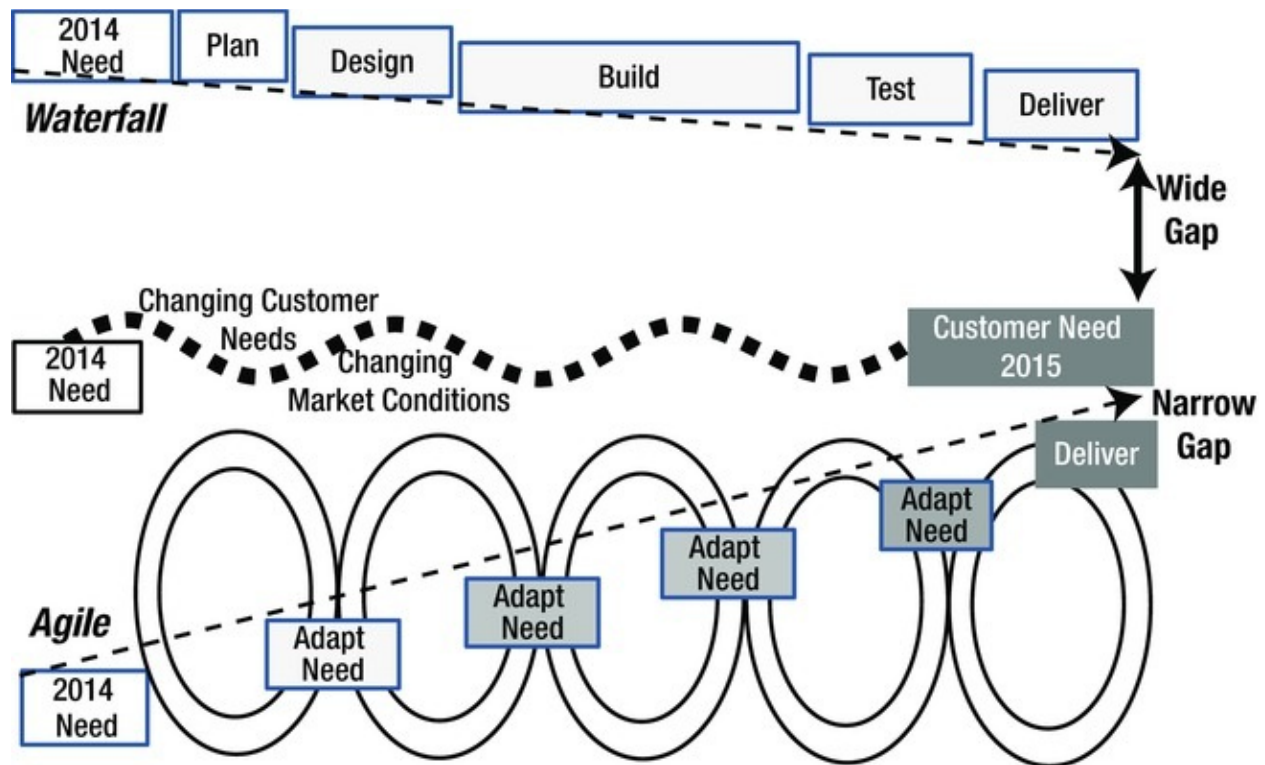 2014
Need
Plan
Design
Build
Test
Deliver
Waterfall
Wide
Gap
Changing Customer
Needs
Changing
Market Conditions
2014
Need
Customer Need
2015
Narrow
Gap
Deliver
Adapt
Need
Adapt
Need
Adapt
Need
Adapt
Need
Agile
2014
Need